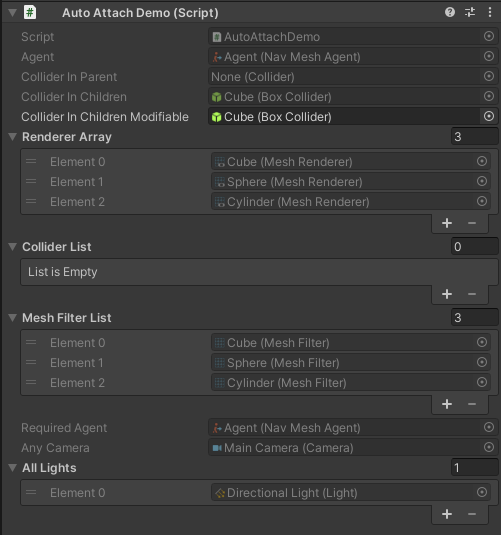 Auto Attach Demo (Script)
Script AutoAttachDemo
Agent Agent (Nav Mesh Agent)
Collider In Parent None (Collider)
Collider In Children Cube (Box Collider)
Collider In Children Modifiable Cube (Box Collider)
Renderer Array 3
Element 0 Cube (Mesh Renderer)
Element 1 Sphere (Mesh Renderer)
Element 2 Cylinder (Mesh Renderer)
+ −
Collider List 0
List is Empty
+ −
Mesh Filter List 3
Element 0 Cube (Mesh Filter)
Element 1 Sphere (Mesh Filter)
Element 2 Cylinder (Mesh Filter)
+ −
Required Agent Agent (Nav Mesh Agent)
Any Camera Main Camera (Camera)
All Lights 1
Element 0 Directional Light (Light)
+ −